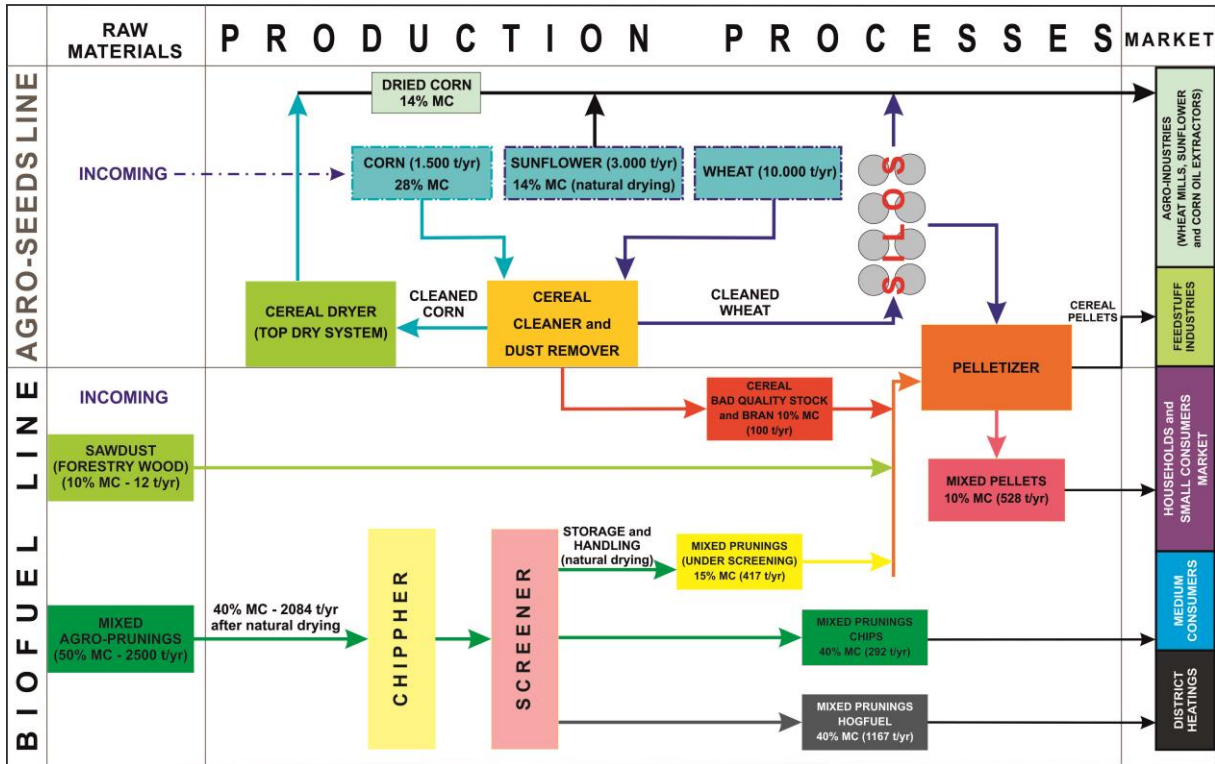 RAW
MATERIALS
PRODUCTION PROCESSES
MARKET
AGRO-SEEDS LINE
DRIED CORN
14% MC
INCOMING
CORN (1.500 t/yr)
28% MC
SUNFLOWER (3.000 t/yr)
14% MC (natural drying)
WHEAT (10.000 t/yr)
SILOS
AGRO-INDUSTRIES
(WHEAT MILLS, SUNFLOWER
and CORN OIL EXTRACTORS)
CEREAL DRYER
(TOP DRY SYSTEM)
CLEANED
CORN
CEREAL
CLEANER and
DUST REMOVER
CLEANED
WHEAT
CEREAL
PELLETS
FEEDSTUFF
INDUSTRIES
PELLETIZER
BIOFUEL LINE
INCOMING
CEREAL
BAD QUALITY STOCK
and BRAN 10% MC
(100 t/yr)
SAWDUST
(FORESTRY WOOD)
(10% MC - 12 t/yr)
MIXED PELLETS
10% MC (528 t/yr)
HOUSEHOLDS and
SMALL CONSUMERS
MARKET
STORAGE and
HANDLING
(natural drying)
MIXED PRUNINGS
(UNDER SCREENING)
15% MC (417 t/yr)
MIXED
AGRO-PRUNINGS
(50% MC - 2500 t/yr)
40% MC - 2084 t/yr
after natural drying
CHIPPHER
SCREENER
MIXED PRUNINGS
CHIPS
40% MC (292 t/yr)
MEDIUM
CONSUMERS
MIXED PRUNINGS
HOGFUEL
40% MC (1167 t/yr)
DISTRICT
HEATINGS